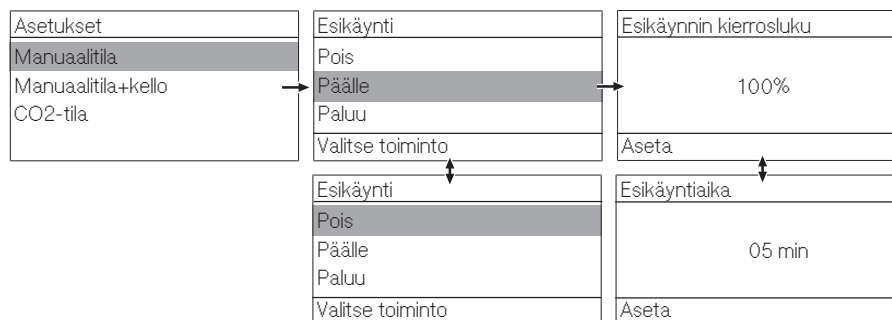 Asetukset
Manuaalitila
Manuaalitila+kello
CO2-tila
Esikäynti
Pois
Päälle
Paluu
Valitse toiminto
Esikäynnin kierrosluku
100%
Aseta
Esikäynti
Pois
Päälle
Paluu
Valitse toiminto
Esikäyntiaika
05 min
Aseta